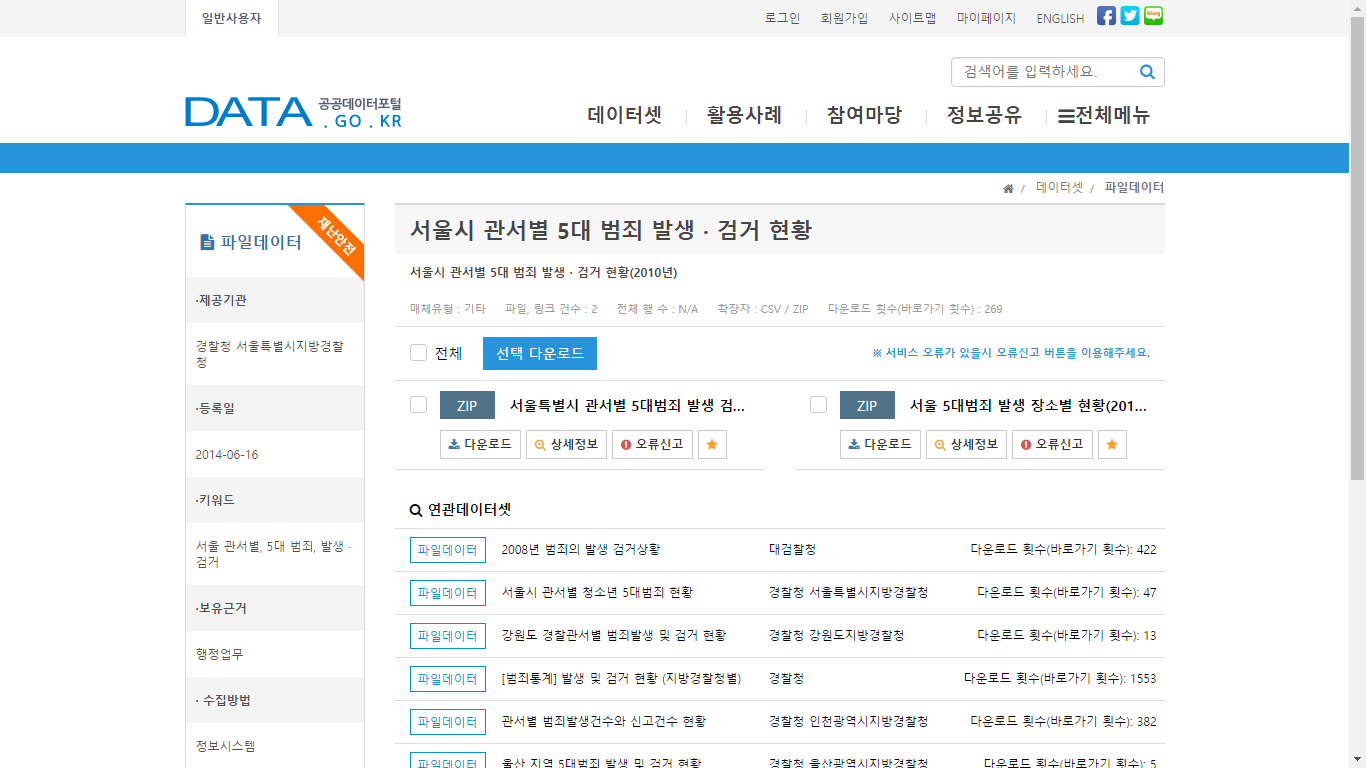 일반사용자
로그인 회원가입 사이트맵 마이페이지 ENGLISH blog
검색어를 입력하세요.
DATA 공공데이터포털
. GO . KR
데이터셋 | 활용사례 | 참여마당 | 정보공유 | 전체메뉴
/ 데이터셋 / 파일데이터
재난안전
파일데이터
·제공기관
경찰청 서울특별시지방경찰
청
·등록일
2014-06-16
·키워드
서울 관서별, 5대 범죄, 발생 ·
검거
·보유근거
행정업무
· 수집방법
정보시스템
서울시 관서별 5대 범죄 발생 · 검거 현황
서울시 관서별 5대 범죄 발생 · 검거 현황(2010년)
매체유형 : 기타 파일, 링크 건수 : 2 전체 행 수 : N/A 확장자 : CSV / ZIP 다운로드 횟수(바로가기 횟수) : 269
전체 선택 다운로드 ※ 서비스 오류가 있을시 오류신고 버튼을 이용해주세요.
ZIP 서울특별시 관서별 5대범죄 발생 검...
다운로드 상세정보 오류신고
ZIP 서울 5대범죄 발생 장소별 현황(201...
다운로드 상세정보 오류신고
연관데이터셋
파일데이터 2008년 범죄의 발생 검거상황 대검찰청 다운로드 횟수(바로가기 횟수): 422
파일데이터 서울시 관서별 청소년 5대범죄 현황 경찰청 서울특별시지방경찰청 다운로드 횟수(바로가기 횟수): 47
파일데이터 강원도 경찰관서별 범죄발생 및 검거 현황 경찰청 강원도지방경찰청 다운로드 횟수(바로가기 횟수): 13
파일데이터 [범죄통계] 발생 및 검거 현황 (지방경찰청별) 경찰청 다운로드 횟수(바로가기 횟수): 1553
파일데이터 관서별 범죄발생건수와 신고건수 현황 경찰청 인천광역시지방경찰청 다운로드 횟수(바로가기 횟수): 382
파일데이터 울산 지역 5대범죄 발생 및 검거 현황 경찰청 울산광역시지방경찰청 다운로드 횟수(바로가기 횟수): 5